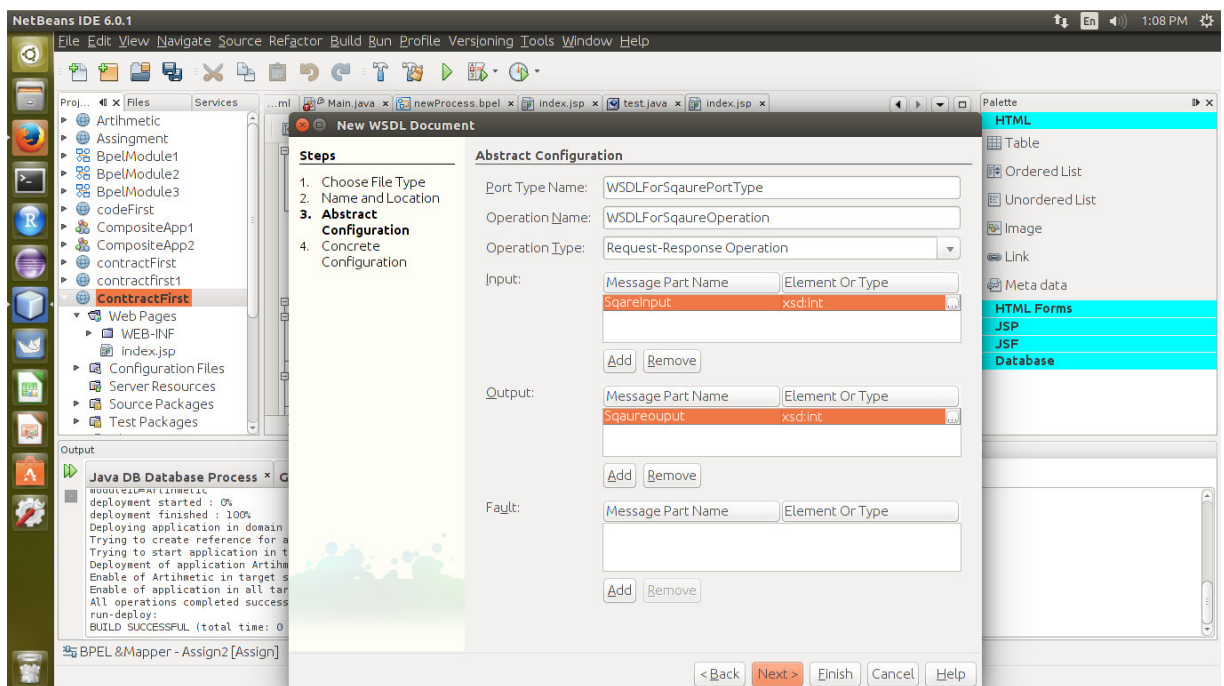 NetBeans IDE 6.0.1
En
1:08 PM
File Edit View Navigate Source Refactor Build Run Profile Versioning Tools Window Help
Proj...
Files
Services
...ml
Main.java
newProcess.bpel
index.jsp
test.java
index.jsp
Palette
Artihmetic
Assingment
BpelModule1
BpelModule2
BpelModule3
codeFirst
CompositeApp1
CompositeApp2
contractFirst
contractfirst1
ConttractFirst
Web Pages
WEB-INF
index.jsp
Configuration Files
Server Resources
Source Packages
Test Packages
New WSDL Document
Steps
1. Choose File Type
2. Name and Location
3. Abstract
Configuration
4. Concrete
Configuration
Abstract Configuration
Port Type Name: WSDLForSqaurePortType
Operation Name: WSDLForSqaureOperation
Operation Type: Request-Response Operation
Input:
Message Part Name Element Or Type
SqareInput xsd:int ...
Add Remove
Output:
Message Part Name Element Or Type
Sqaureouput xsd:int ...
Add Remove
Fault:
Message Part Name Element Or Type
Add Remove
< Back Next > Finish Cancel Help
HTML
Table
Ordered List
Unordered List
Image
Link
Meta data
HTML Forms
JSP
JSF
Database
Output
Java DB Database Process
G
moduleID=Artihmetic
deployment started : 0%
deployment finished : 100%
Deploying application in domain
Trying to create reference for a
Trying to start application in t
Deployment of application Artihm
Enable of Artihmetic in target s
Enable of application in all tar
All operations completed success
run-deploy:
BUILD SUCCESSFUL (total time: 0
BPEL &Mapper - Assign2 [Assign]